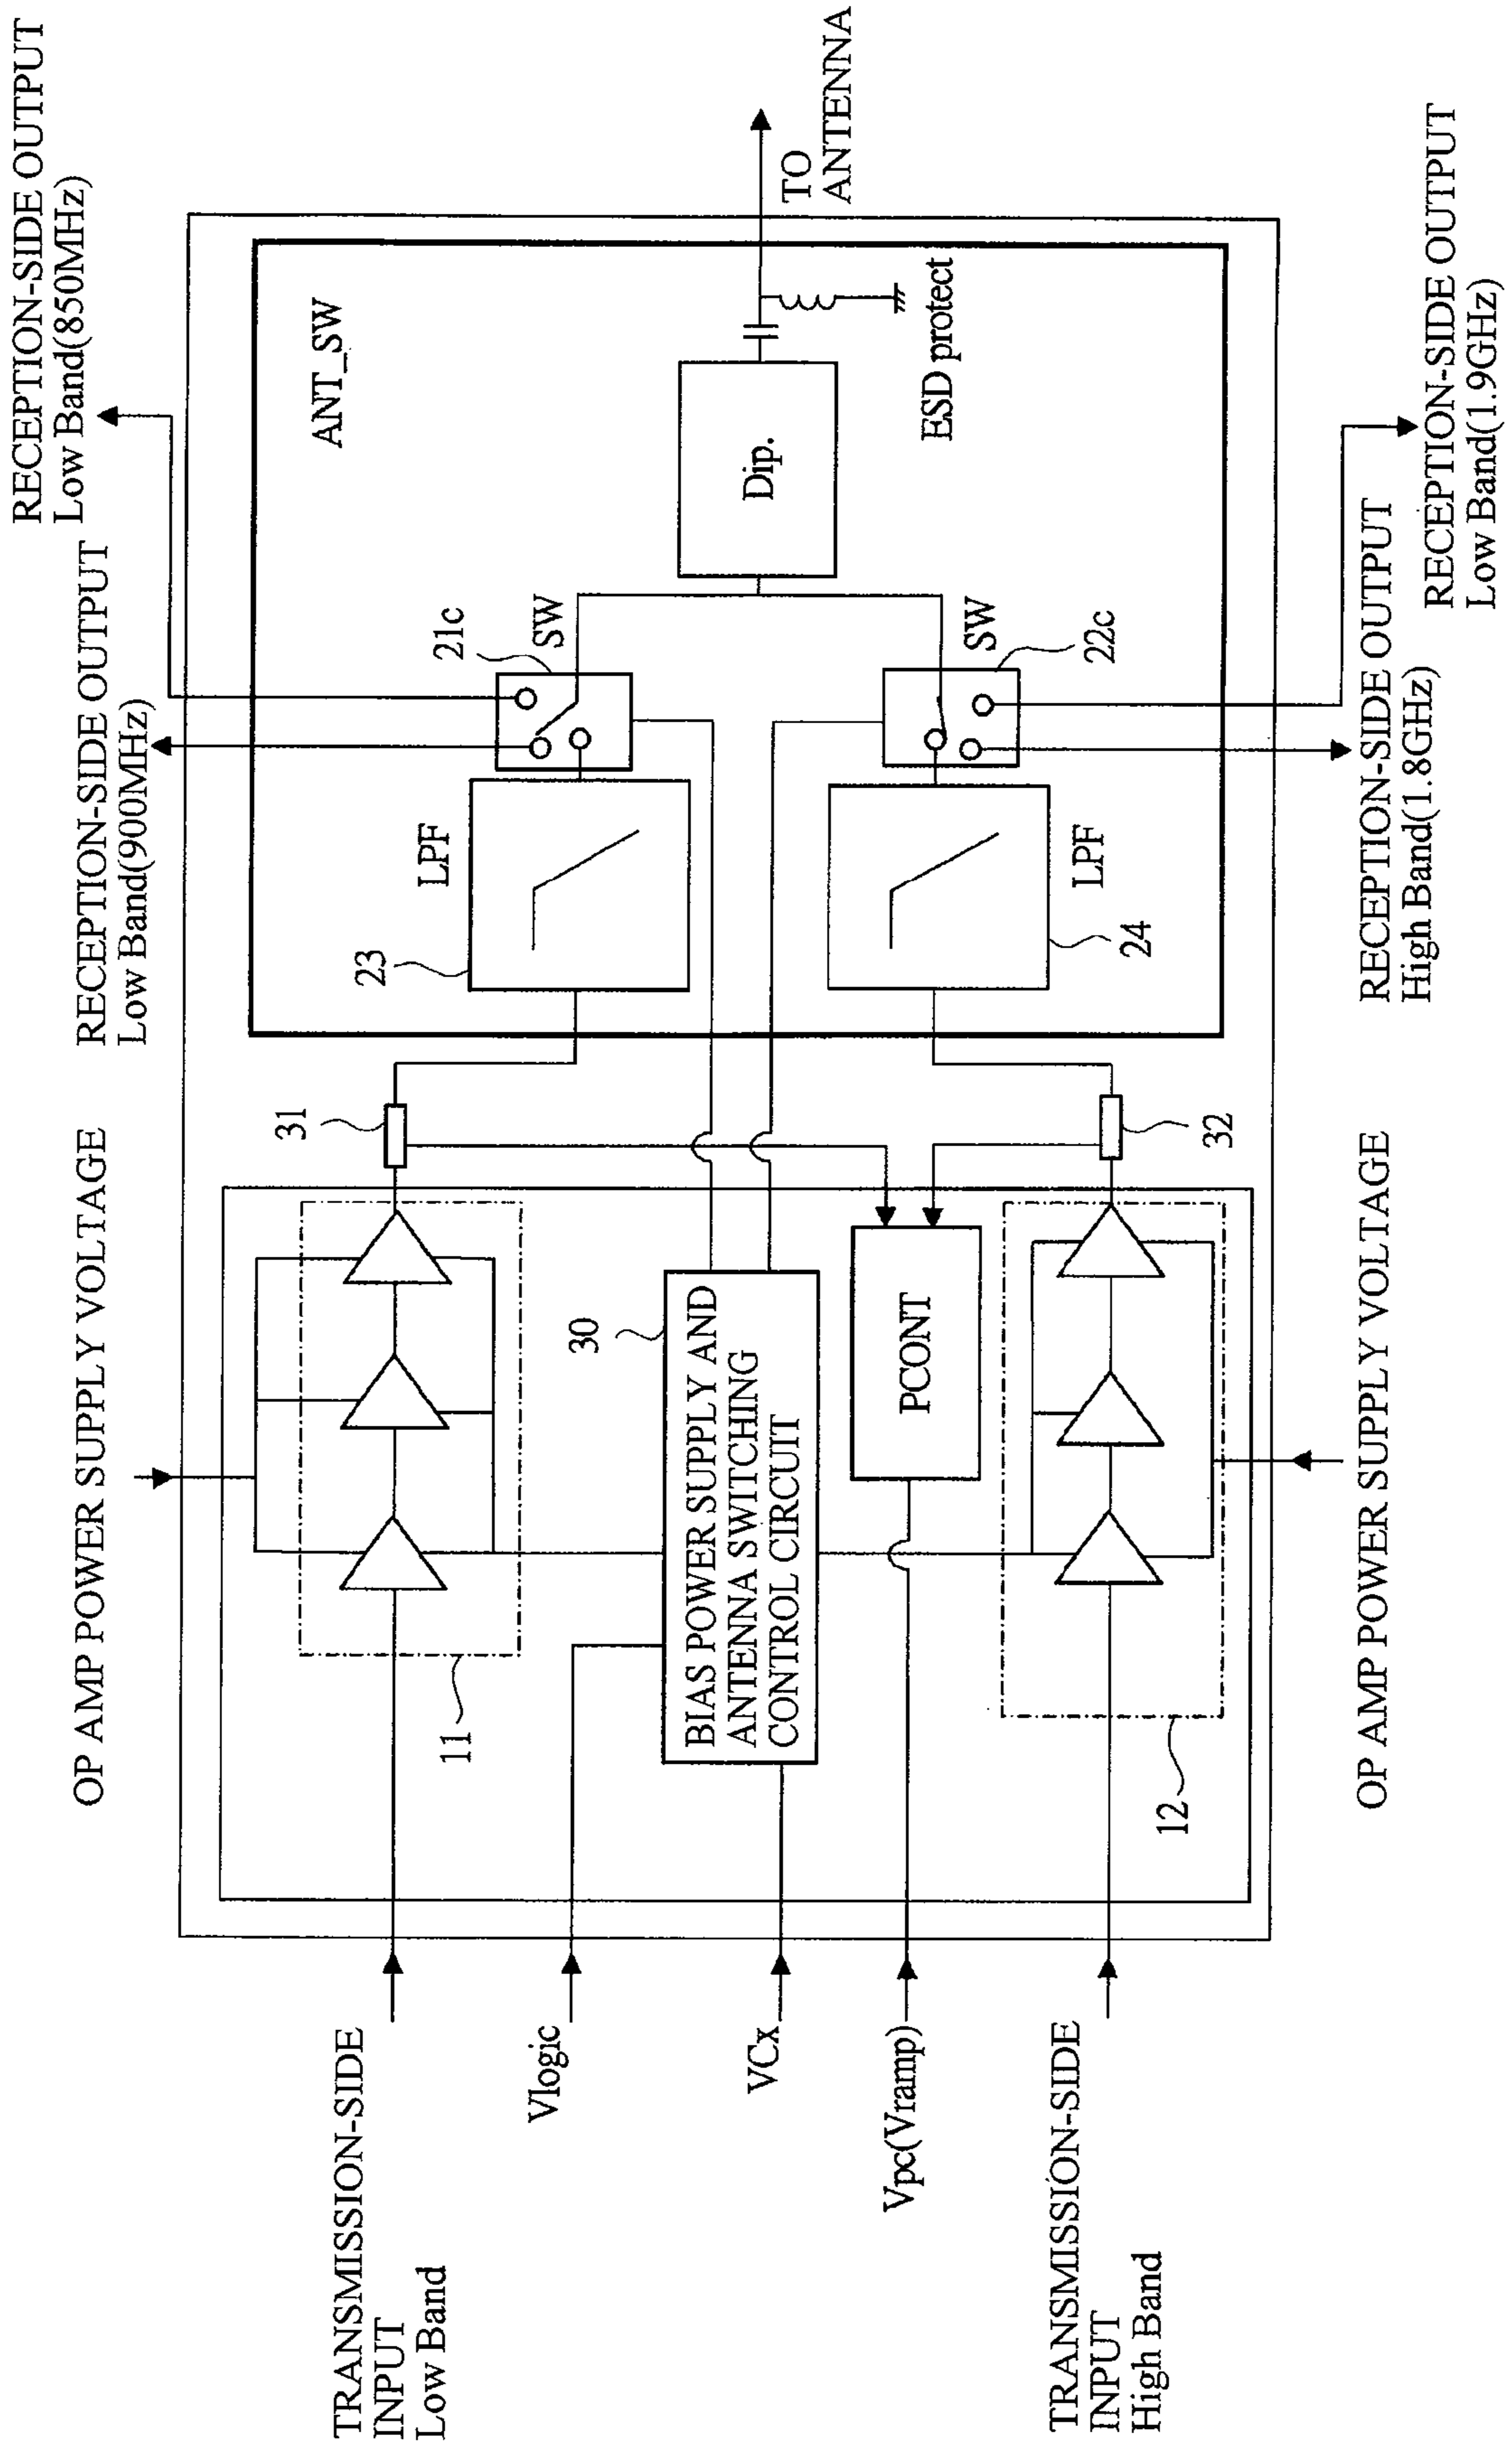 RECEPTION-SIDE OUTPUT
Low Band(850MHz)
RECEPTION-SIDE OUTPUT
Low Band(900MHz)
OP AMP POWER SUPPLY VOLTAGE
TRANSMISSION-SIDE
INPUT
Low Band
11
31
23
LPF
21c
SW
ANT_SW
TO
ANTENNA
Vlogic
30
BIAS POWER SUPPLY AND
ANTENNA SWITCHING
CONTROL CIRCUIT
VCx
Dip.
ESD protect
Vpc(Vramp)
PCONT
TRANSMISSION-SIDE
INPUT
High Band
12
32
24
LPF
SW
22c
OP AMP POWER SUPPLY VOLTAGE
RECEPTION-SIDE OUTPUT
High Band(1.8GHz)
RECEPTION-SIDE OUTPUT
Low Band(1.9GHz)